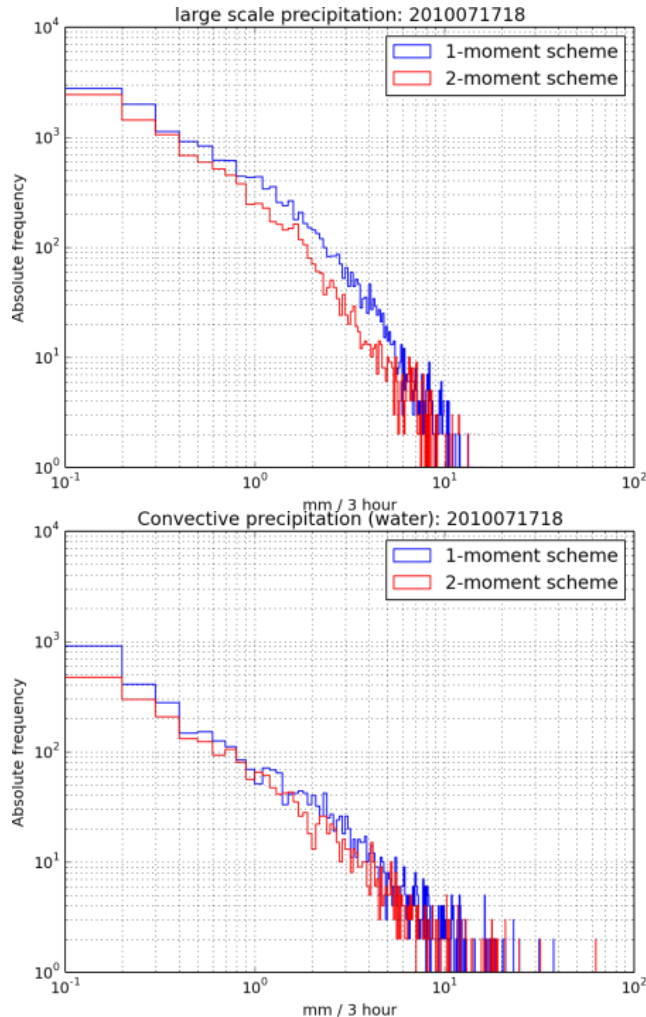 large scale precipitation: 2010071718
10^4
1-moment scheme
2-moment scheme
10^3
Absolute frequency
10^2
10^1
10^0
10^-1 10^0 10^1 10^2
mm / 3 hour
Convective precipitation (water): 2010071718
10^4
1-moment scheme
2-moment scheme
10^3
Absolute frequency
10^2
10^1
10^0
10^-1 10^0 10^1 10^2
mm / 3 hour